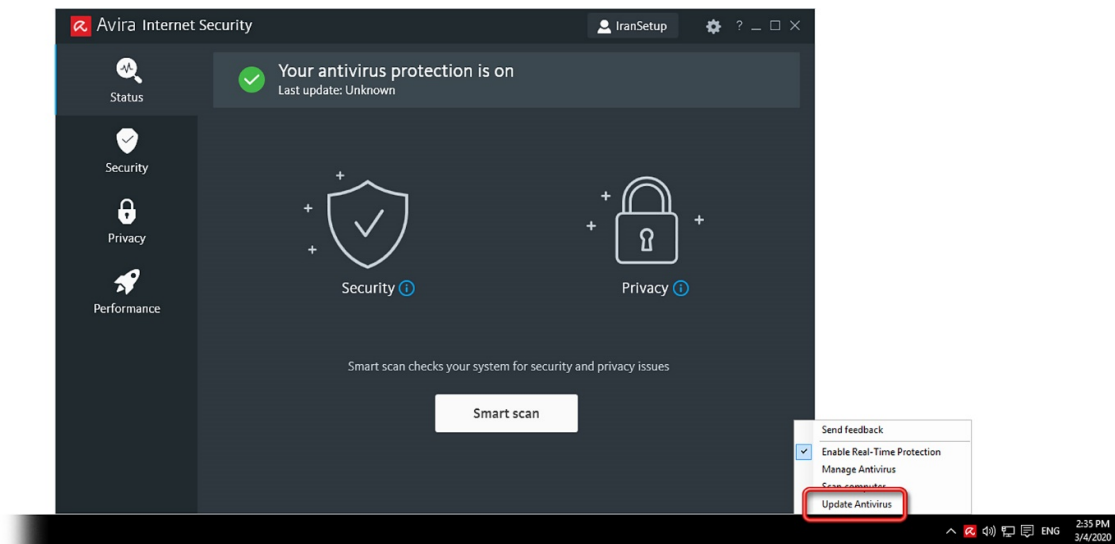 Avira Internet Security
IranSetup
?
Status
Your antivirus protection is on
Last update: Unknown
Security
Privacy
Performance
Security
Privacy
Smart scan checks your system for security and privacy issues
Smart scan
Send feedback
Enable Real-Time Protection
Manage Antivirus
Scan computer
Update Antivirus
ENG
2:35 PM
3/4/2020